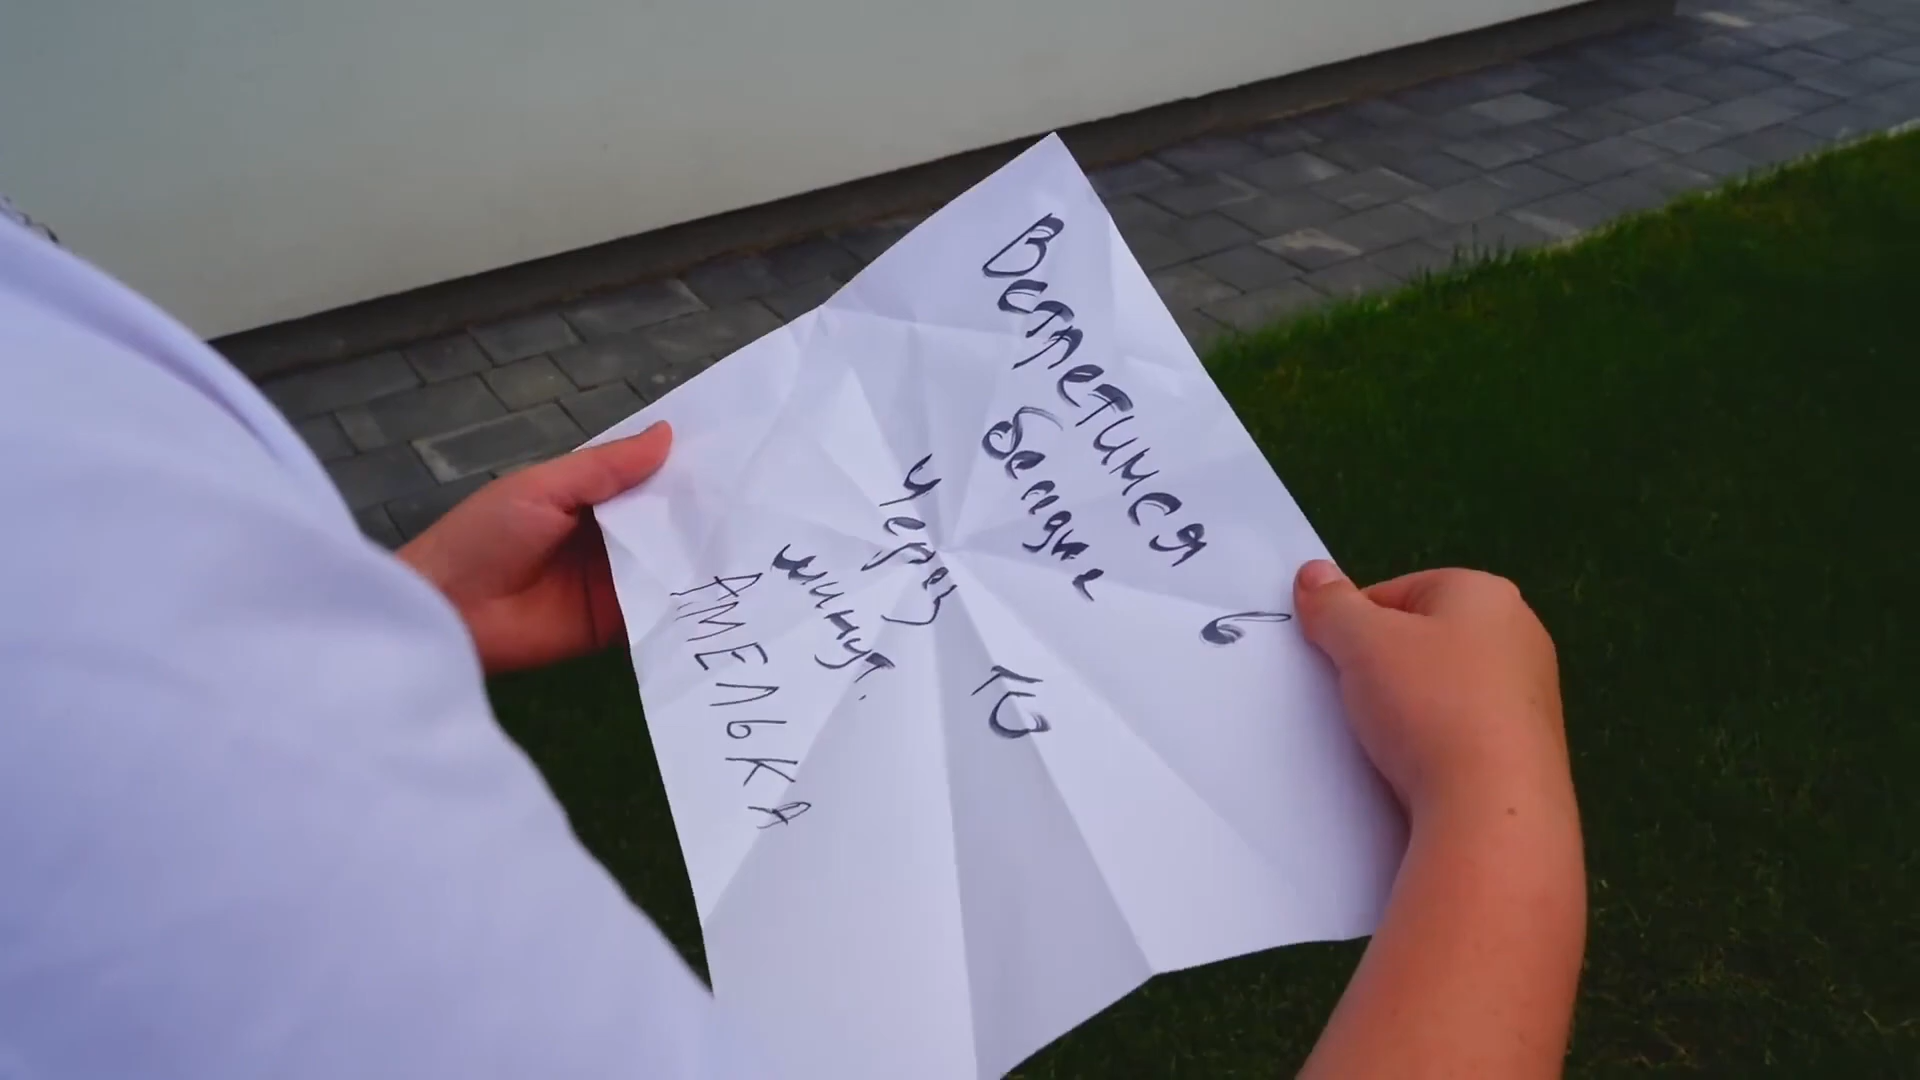 Встретимся в
беседке
через 10
минут.
АМЕЛЬКА